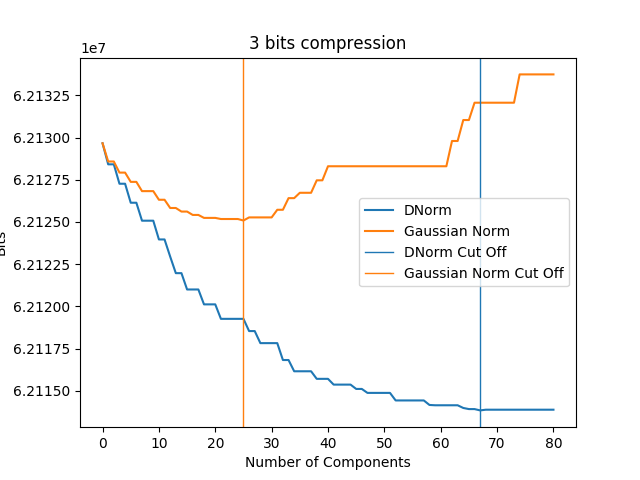 3 bits compression
1e7
6.21325
6.21300
6.21275
6.21250
6.21225
6.21200
6.21175
6.21150
Bits
DNorm
Gaussian Norm
DNorm Cut Off
Gaussian Norm Cut Off
0 10 20 30 40 50 60 70 80
Number of Components